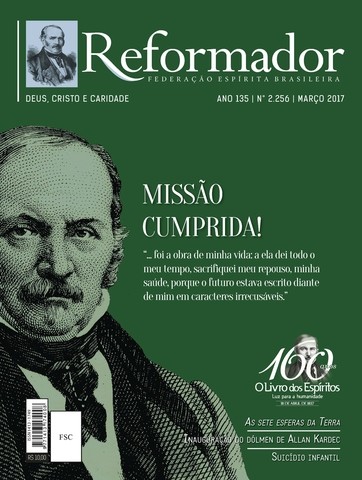 Reformador
FEDERAÇÃO ESPÍRITA BRASILEIRA
DEUS, CRISTO E CARIDADE
ANO 135 | Nº 2.256 | MARÇO 2017
MISSÃO
CUMPRIDA!
“... foi a obra de minha vida; a ela dei todo o
meu tempo, sacrifiquei meu repouso, minha
saúde, porque o futuro estava escrito diante
de mim em caracteres irrecusáveis.”
160 anos
O Livro dos Espíritos
Luz para a humanidade
AS SETE ESFERAS DA TERRA
INAUGURAÇÃO DO DÓLMEN DE ALLAN KARDEC
SUICÍDIO INFANTIL
FSC
R$ 10,00